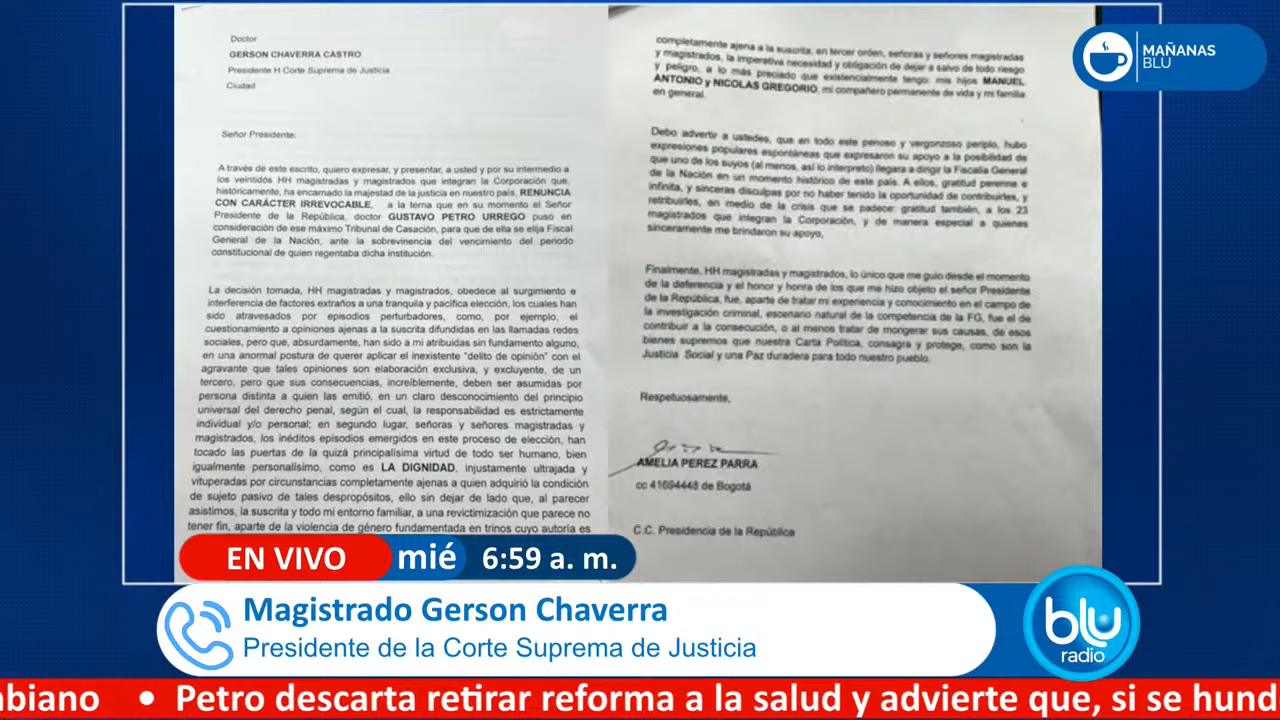 Doctor
GERSON CHAVERRA CASTRO
Presidente H Corte Suprema de Justicia
Ciudad
Señor Presidente:
A través de este escrito, quiero expresar, y presentar, a usted y por su intermedio a
los veintidós HH magistradas y magistrados que integran la Corporación que,
históricamente, ha encarnado la majestad de la justicia en nuestro país, RENUNCIA
CON CARÁCTER IRREVOCABLE, a la terna que en su momento el Señor
Presidente de la República, doctor GUSTAVO PETRO URREGO puso en
consideración de ese máximo Tribunal de Casación, para que de ella se elija Fiscal
General de la Nación, ante la sobrevinencia del vencimiento del periodo
constitucional de quien regentaba dicha institución.
La decisión tomada, HH magistradas y magistrados, obedece al surgimiento e
interferencia de factores extraños a una tranquila y pacifica elección, los cuales han
sido atravesados por episodios perturbadores, como, por ejemplo, el
cuestionamiento a opiniones ajenas a la suscrita difundidas en las llamadas redes
sociales, pero que, absurdamente, han sido a mi atribuidas sin fundamento alguno,
en una anormal postura de querer aplicar el inexistente "delito de opinión" con el
agravante que tales opiniones son elaboración exclusiva, y excluyente, de un
tercero, pero que sus consecuencias, increíblemente, deben ser asumidas por
persona distinta a quien las emitió, en un claro desconocimiento del principio
universal del derecho penal, según el cual, la responsabilidad es estrictamente
individual y/o personal; en segundo lugar, señoras y señores magistradas y
magistrados, los inéditos episodios emergidos en este proceso de elección, han
tocado las puertas de la quizá principalísima virtud de todo ser humano, bien
igualmente personalísimo, como es LA DIGNIDAD, injustamente ultrajada y
vituperada por circunstancias completamente ajenas a quien adquirió la condición
de sujeto pasivo de tales despropósitos, ello sin dejar de lado que, al parecer
asistimos, la suscrita y todo mi entorno familiar, a una revictimización que parece no
tener fin, aparte de la violencia de género fundamentada en trinos cuyo autoría es
completamente ajena a la suscrita; en tercer orden, señoras y señores magistradas
y magistrados, la imperativa necesidad y obligación de dejar a salvo de todo riesgo
y peligro, a lo más preciado que existencialmente tengo: mis hijos MANUEL
ANTONIO y NICOLAS GREGORIO, mi compañero permanente de vida y mi familia
en general.
Debo advertir a ustedes, que en todo este penoso y vergonzoso periplo, hubo
expresiones populares espontáneas que expresaron su apoyo a la posibilidad de
que uno de los suyos (al menos, así lo interpreto) llegara a dirigir la Fiscalía General
de la Nación en un momento histórico de este país. A ellos, gratitud perenne e
infinita, y sinceras disculpas por no haber tenido la oportunidad de contribuirles, y
retribuirles, en medio de la crisis que se padece: gratitud también, a los 23
magistrados que integran la Corporación, y de manera especial a quienes
sinceramente me brindaron su apoyo,
Finalmente, HH magistradas y magistrados, lo único que me guio desde el momento
de la deferencia y el honor y honra de los que me hizo objeto el señor Presidente
de la República, fue, aparte de tratar mi experiencia y conocimiento en el campo de
la investigación criminal, escenario natural de la competencia de la FG, fue el de
contribuir a la consecución, o al menos tratar de mongerar sus causas, de esos
bienes supremos que nuestra Carta Política, consagra y protege, como son la
Justicia Social y una Paz duradera para todo nuestro pueblo.
Respetuosamente,
AMELIA PEREZ PARRA
cc 41694448 de Bogotá
C.C. Presidencia de la República
MAÑANAS
BLU
EN VIVO mié 6:59 a. m.
Magistrado Gerson Chaverra
Presidente de la Corte Suprema de Justicia
blu
radio
mbiano • Petro descarta retirar reforma a la salud y advierte que, si se hund